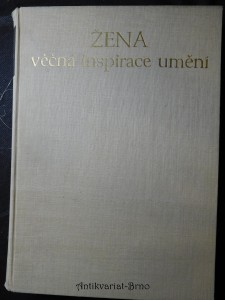 ŽENA
věčná inspirace umění
Antikvariat-Brno